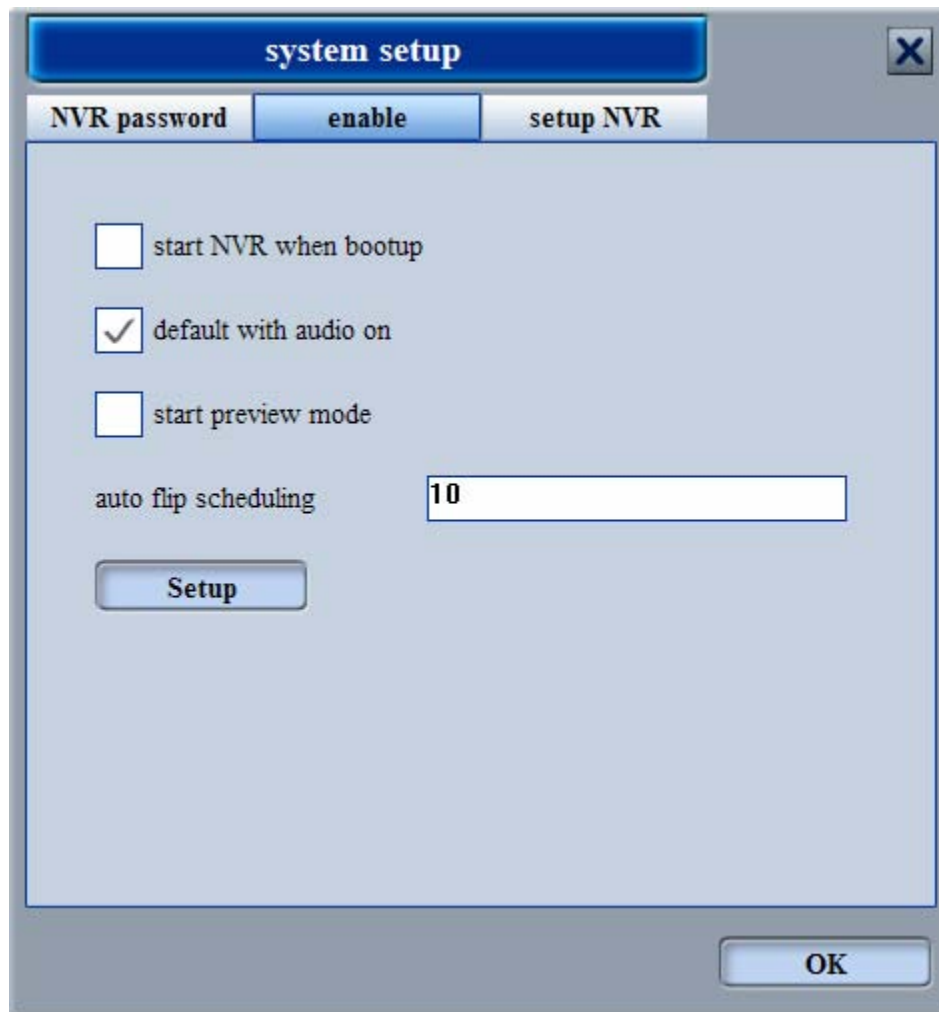 system setup
NVR password enable setup NVR
start NVR when bootup
default with audio on
start preview mode
auto flip scheduling 10
Setup
OK